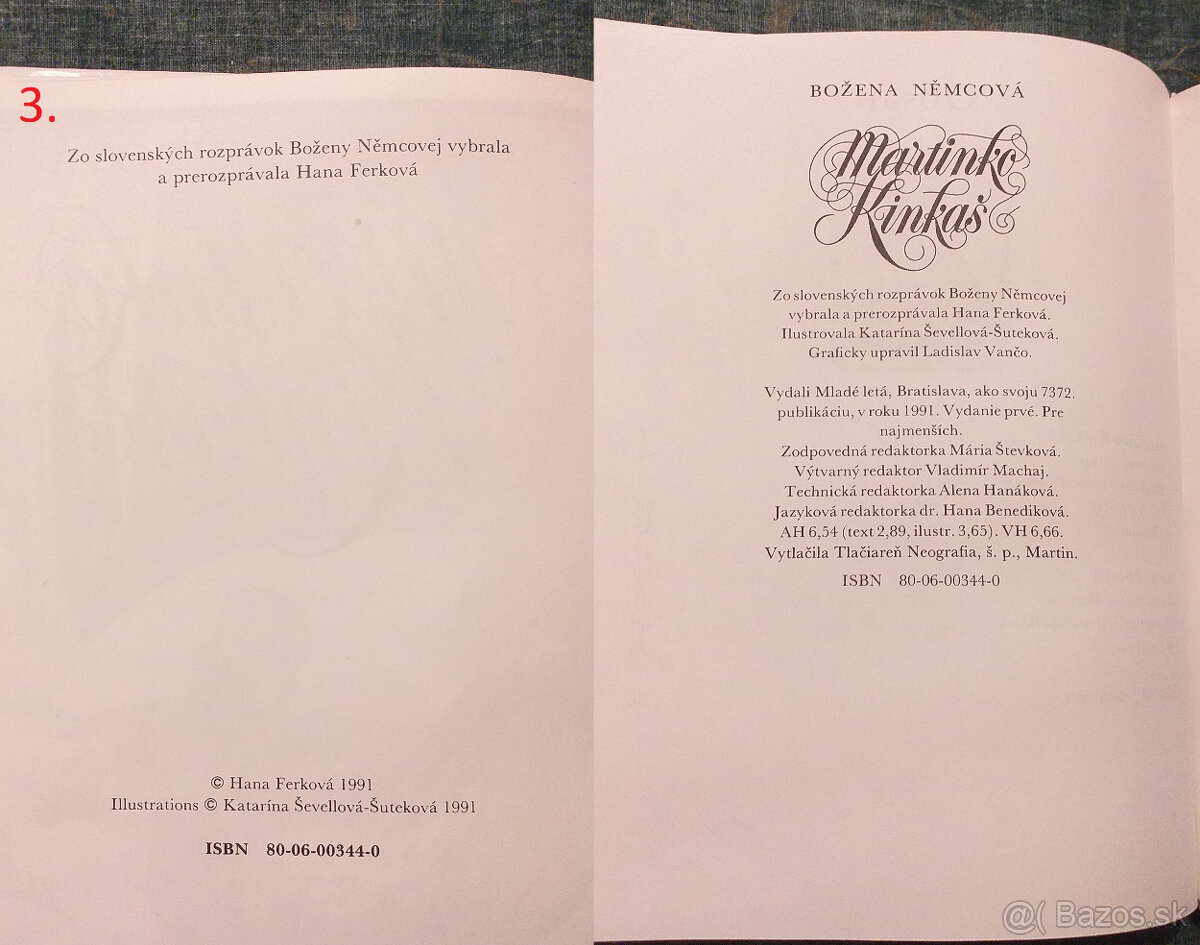 3.
Zo slovenských rozprávok Boženy Němcovej vybrala
a prerozprávala Hana Ferková
© Hana Ferková 1991
Illustrations © Katarína Ševellová-Šuteková 1991
ISBN 80-06-00344-0
BOŽENA NĚMCOVÁ
Martinko
Kinkaš
Zo slovenských rozprávok Boženy Němcovej
vybrala a prerozprávala Hana Ferková.
Ilustrovala Katarína Ševellová-Šuteková.
Graficky upravil Ladislav Vančo.
Vydali Mladé letá, Bratislava, ako svoju 7372.
publikáciu, v roku 1991. Vydanie prvé. Pre
najmenších.
Zodpovedná redaktorka Mária Števková.
Výtvarný redaktor Vladimír Machaj.
Technická redaktorka Alena Hanáková.
Jazyková redaktorka dr. Hana Benediková.
AH 6,54 (text 2,89, ilustr. 3,65). VH 6,66.
Vytlačila Tlačiareň Neografia, š. p., Martin.
ISBN 80-06-00344-0
@( Bazos.sk